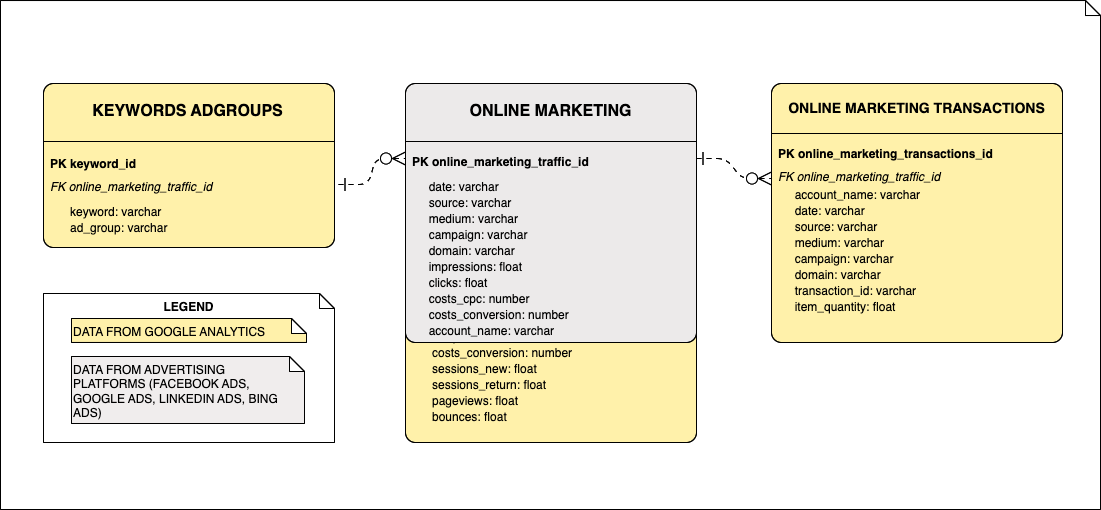 KEYWORDS ADGROUPS
PK keyword_id
FK online_marketing_traffic_id
keyword: varchar
ad_group: varchar
LEGEND
DATA FROM GOOGLE ANALYTICS
DATA FROM ADVERTISING
PLATFORMS (FACEBOOK ADS,
GOOGLE ADS, LINKEDIN ADS, BING
ADS)
ONLINE MARKETING
PK online_marketing_traffic_id
date: varchar
source: varchar
medium: varchar
campaign: varchar
domain: varchar
impressions: float
clicks: float
costs_cpc: number
costs_conversion: number
account_name: varchar
costs_conversion: number
sessions_new: float
sessions_return: float
pageviews: float
bounces: float
ONLINE MARKETING TRANSACTIONS
PK online_marketing_transactions_id
FK online_marketing_traffic_id
account_name: varchar
date: varchar
source: varchar
medium: varchar
campaign: varchar
domain: varchar
transaction_id: varchar
item_quantity: float